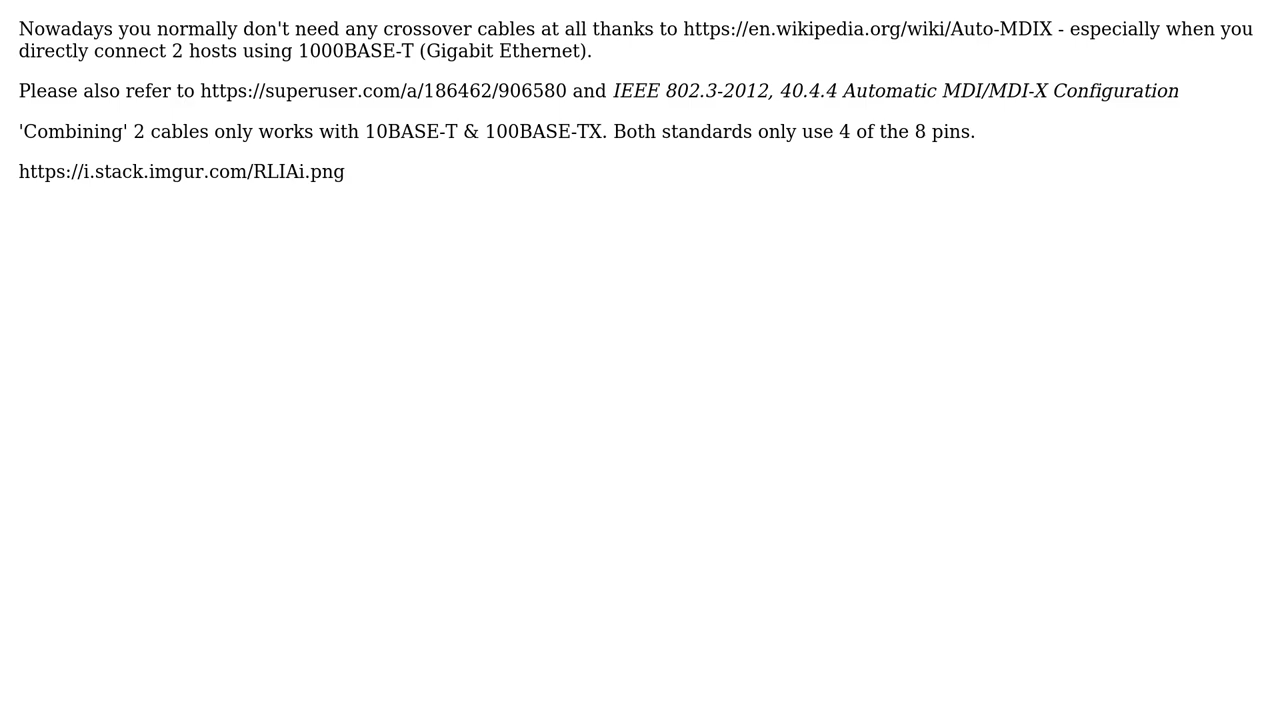 Nowadays you normally don't need any crossover cables at all thanks to https://en.wikipedia.org/wiki/Auto-MDIX - especially when you
directly connect 2 hosts using 1000BASE-T (Gigabit Ethernet).
Please also refer to https://superuser.com/a/186462/906580 and IEEE 802.3-2012, 40.4.4 Automatic MDI/MDI-X Configuration
'Combining' 2 cables only works with 10BASE-T & 100BASE-TX. Both standards only use 4 of the 8 pins.
https://i.stack.imgur.com/RLIAi.png